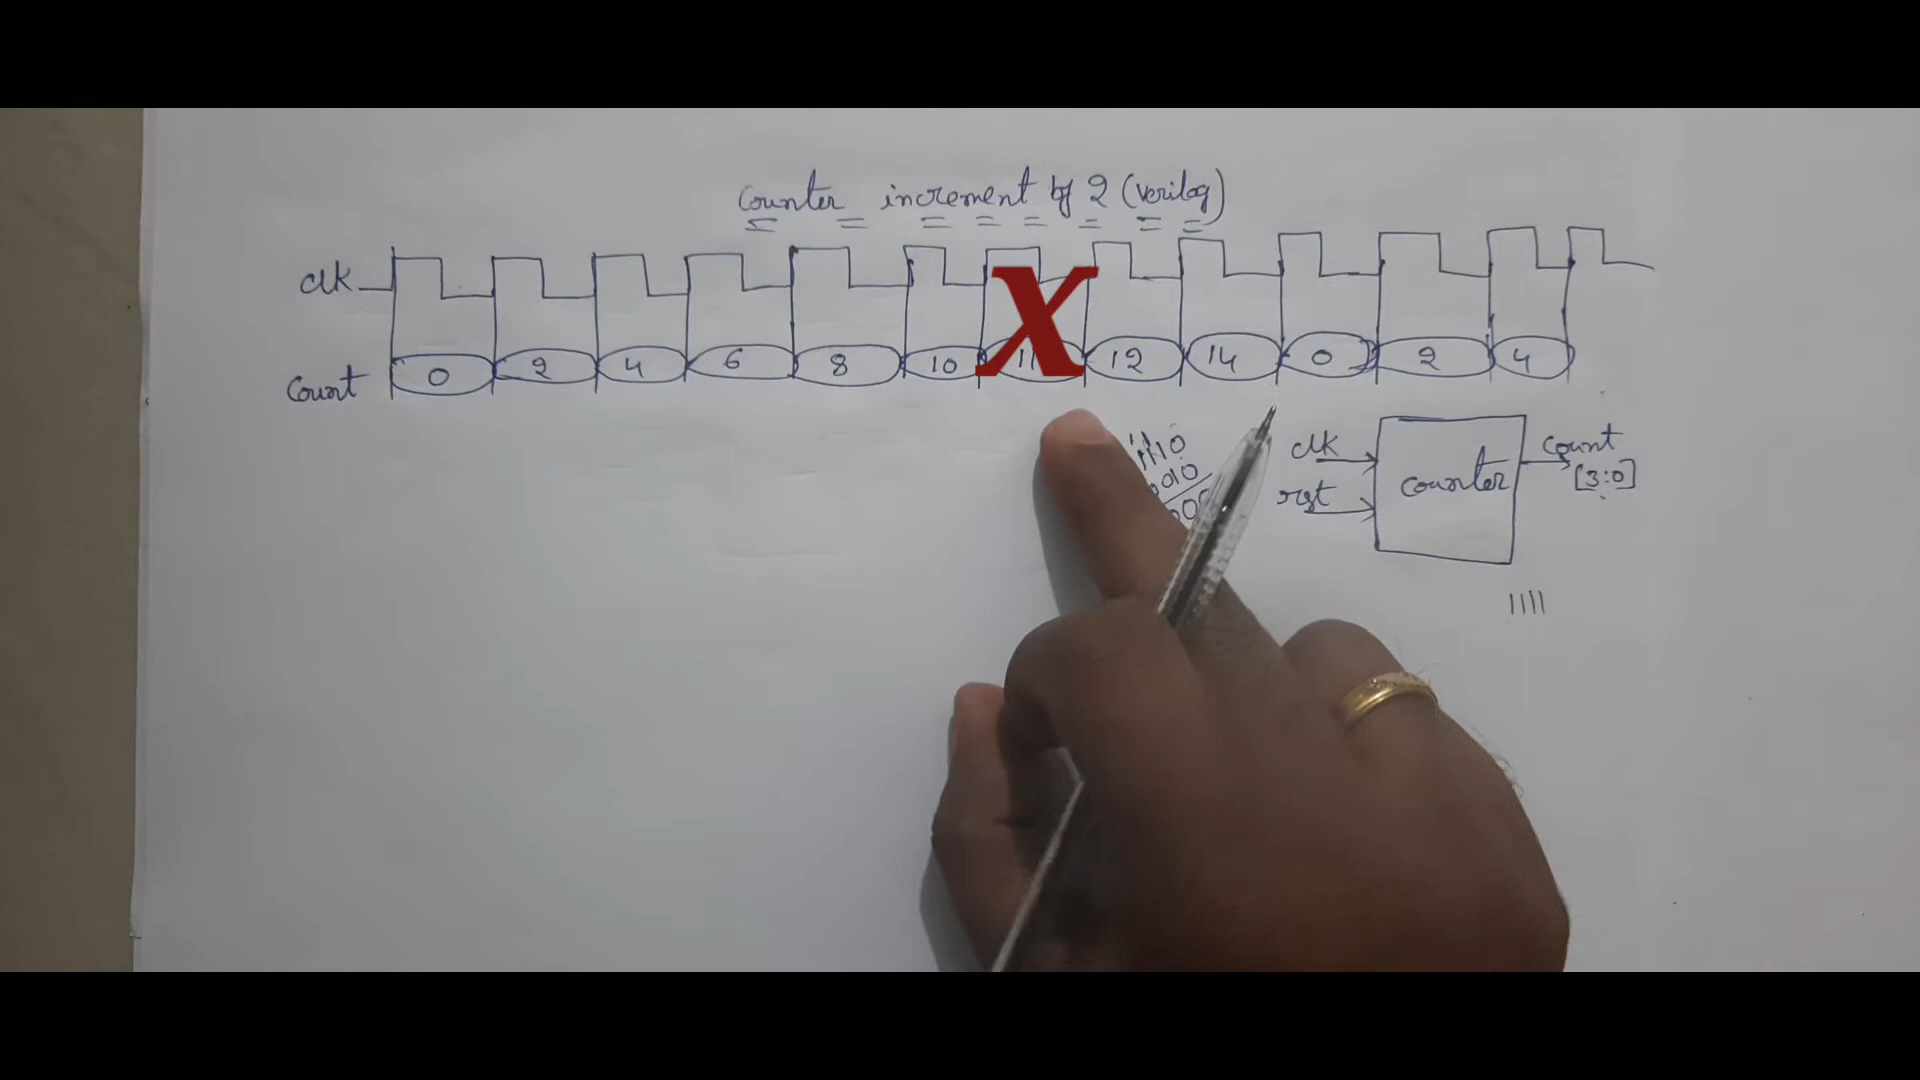 Counter increment by 2 (Verilog)
clk
Count 0 2 4 6 8 10 11 12 14 0 2 4
X
1110
clk
counter
count
[3:0]
rst
1111